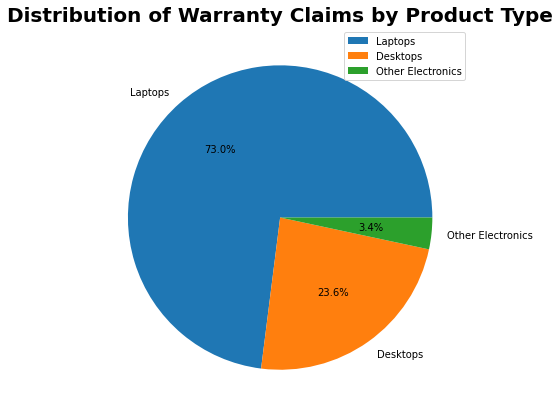 Distribution of Warranty Claims by Product Type
Laptops
Desktops
Other Electronics
Laptops
73.0%
3.4%
Other Electronics
23.6%
Desktops